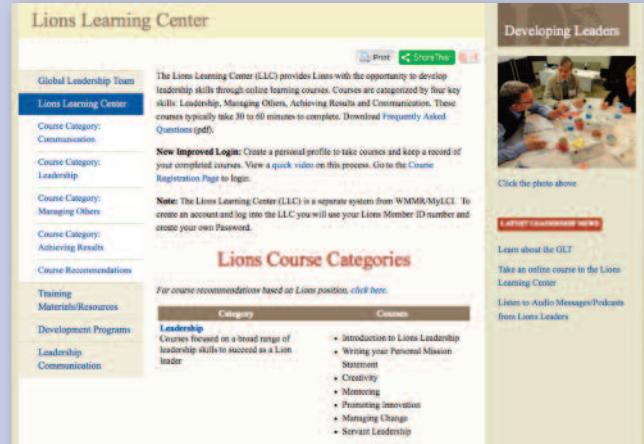 Lions Learning Center
Print
ShareThis
Global Leadership Team
Lions Learning Center
Course Category:
Communication
Course Category:
Leadership
Course Category:
Managing Others
Course Category:
Achieving Results
Course Recommendations
Training
Materials/Resources
Development Programs
Leadership
Communication
The Lions Learning Center (LLC) provides Lions with the opportunity to develop
leadership skills through online learning courses. Courses are categorized by four key
skills: Leadership, Managing Others, Achieving Results and Communication. These
courses typically take 30 to 60 minutes to complete. Download Frequently Asked
Questions (pdf).
New Improved Login: Create a personal profile to take courses and keep a record of
your completed courses. View a quick video on this process. Go to the Course
Registration Page to login.
Note: The Lions Learning Center (LLC) is a separate system from WMMR/MyLCI. To
create an account and log into the LLC you will use your Lions Member ID number and
create your own Password.
Lions Course Categories
For course recommendations based on Lions position, click here.
Category
Courses
Leadership
Courses focused on a broad range of
leadership skills to succeed as a Lion
leader
• Introduction to Lions Leadership
• Writing your Personal Mission
Statement
• Creativity
• Mentoring
• Promoting Innovation
• Managing Change
• Servant Leadership
Developing Leaders
Click the photo above
LATEST LEADERSHIP NEWS
Learn about the GLT
Take an online course in the Lions
Learning Center
Listen to Audio Messages/Podcasts
from Lions Leaders